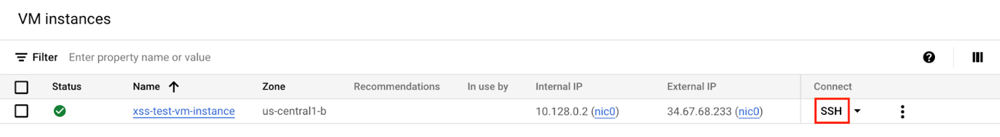 VM instances
Filter Enter property name or value
Status Name Zone Recommendations In use by Internal IP External IP Connect
xss-test-vm-instance us-central1-b 10.128.0.2 (nic0) 34.67.68.233 (nic0) SSH